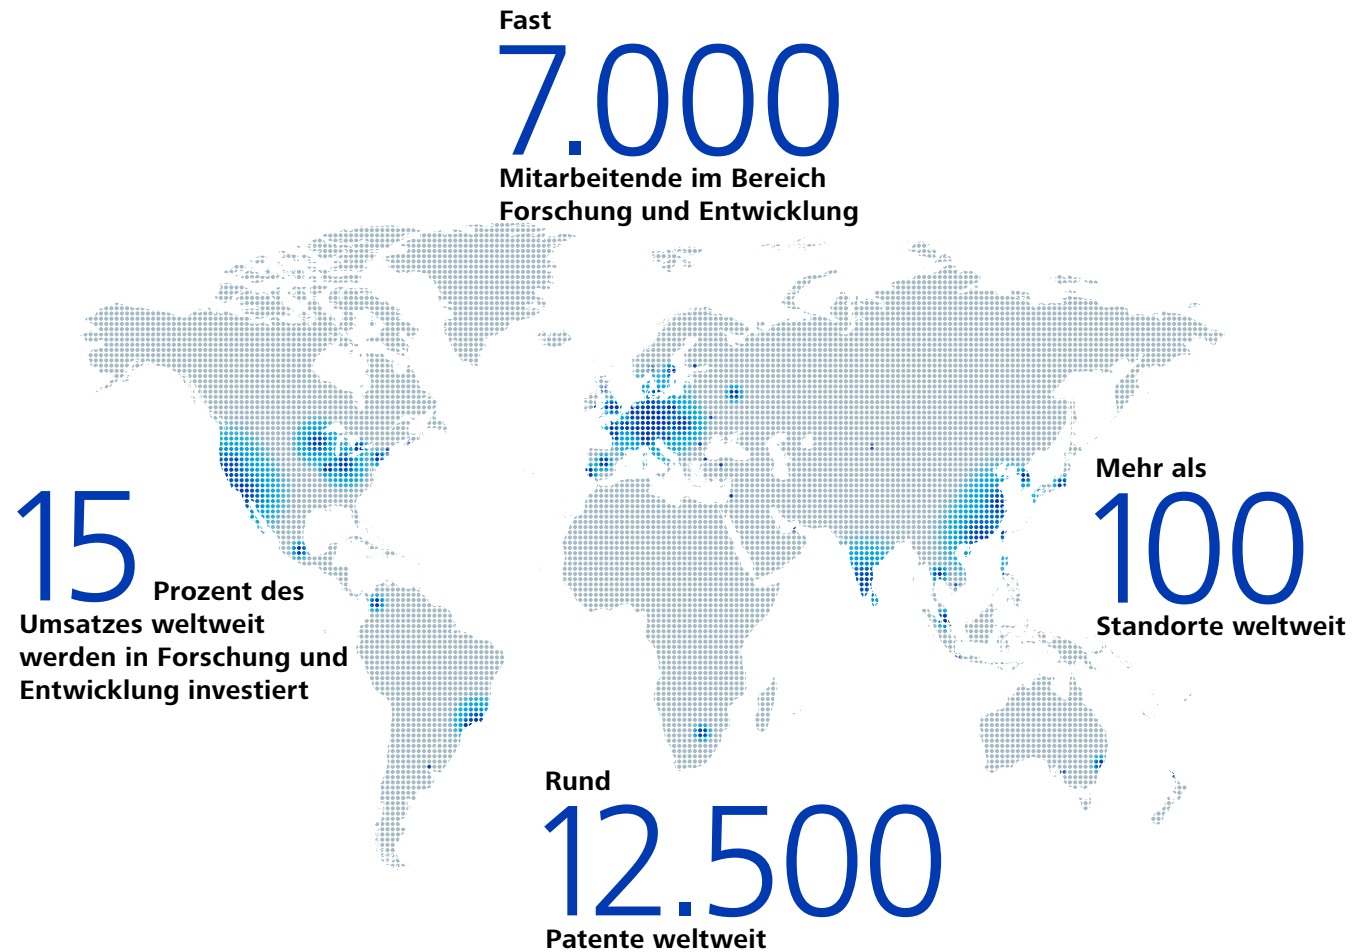 Fast
7.000
Mitarbeitende im Bereich
Forschung und Entwicklung
15 Prozent des
Umsatzes weltweit
werden in Forschung und
Entwicklung investiert
Mehr als
100
Standorte weltweit
Rund
12.500
Patente weltweit